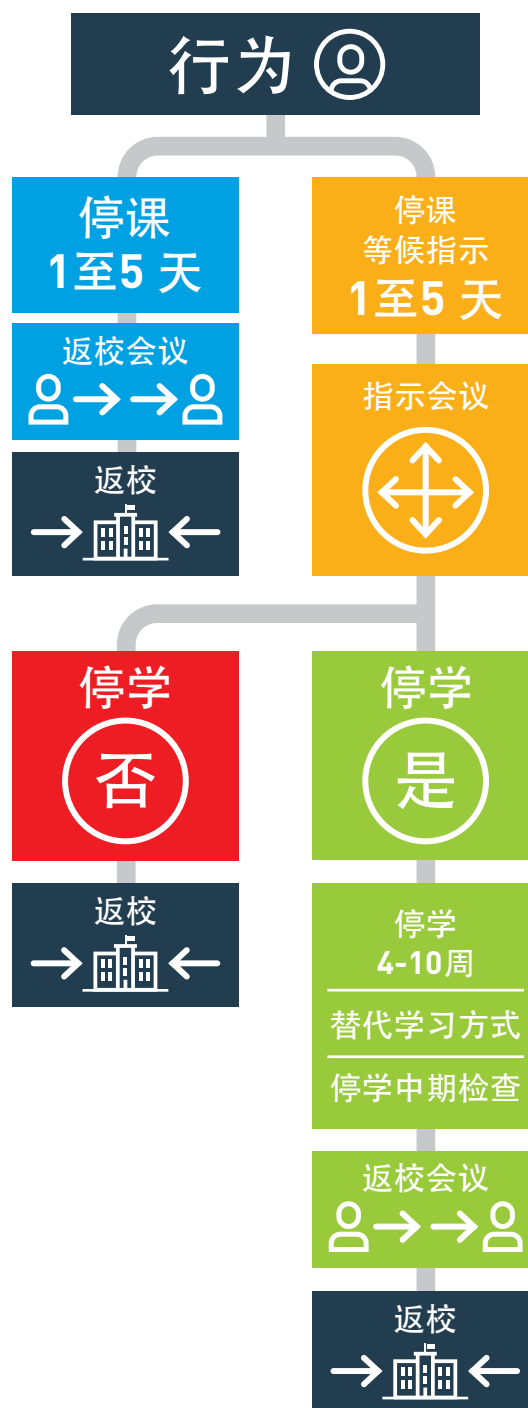 行为
停课
1至5 天
返校会议
返校
停课
等候指示
1至5 天
指示会议
停学
否
返校
停学
是
停学
4-10周
替代学习方式
停学中期检查
返校会议
返校